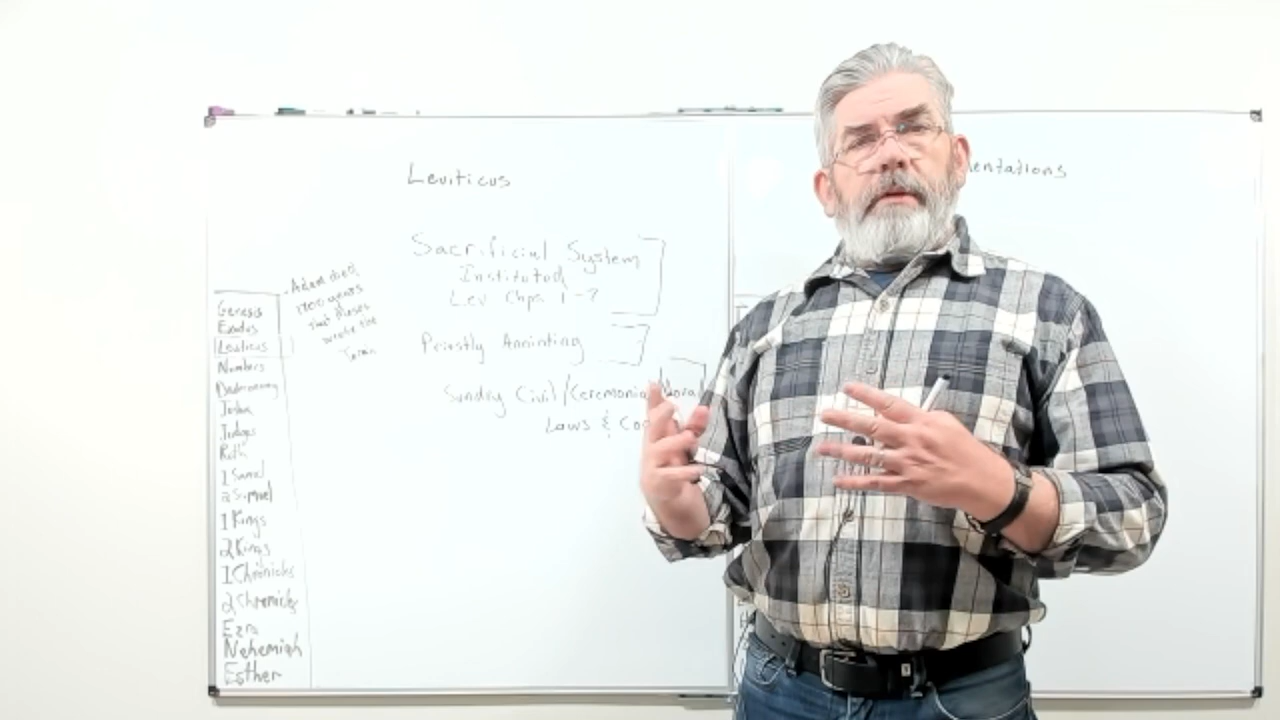 Leviticus
Sacrificial System
Instituted
Lev Chps 1-7
Priestly Annointing
Sundry Civil/Ceremonial
Laws &
- Adam died
years
that Moses
wrote the
Genesis
Exodus
Leviticus
Numbers
Joshua
Judges
Ruth
1 Samuel
2 Samuel
1 Kings
2 Kings
1 Chronicles
2 Chronicles
Ezra
Nehemiah
Esther
entations